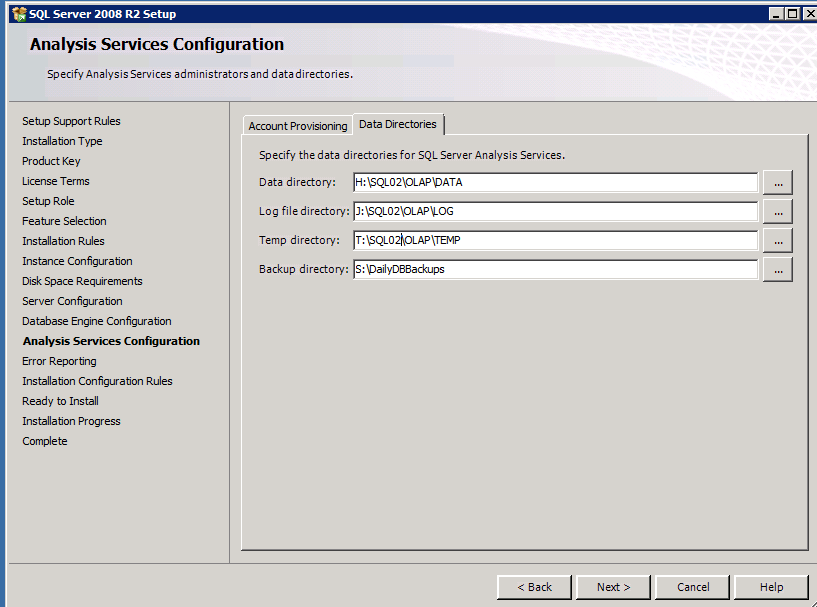 SQL Server 2008 R2 Setup
Analysis Services Configuration
Specify Analysis Services administrators and data directories.
Setup Support Rules
Installation Type
Product Key
License Terms
Setup Role
Feature Selection
Installation Rules
Instance Configuration
Disk Space Requirements
Server Configuration
Database Engine Configuration
Analysis Services Configuration
Error Reporting
Installation Configuration Rules
Ready to Install
Installation Progress
Complete
Account Provisioning Data Directories
Specify the data directories for SQL Server Analysis Services.
Data directory: H:\SQL02\OLAP\DATA ...
Log file directory: J:\SQL02\OLAP\LOG ...
Temp directory: T:\SQL02\OLAP\TEMP ...
Backup directory: S:\DailyDBBackups ...
< Back Next > Cancel Help